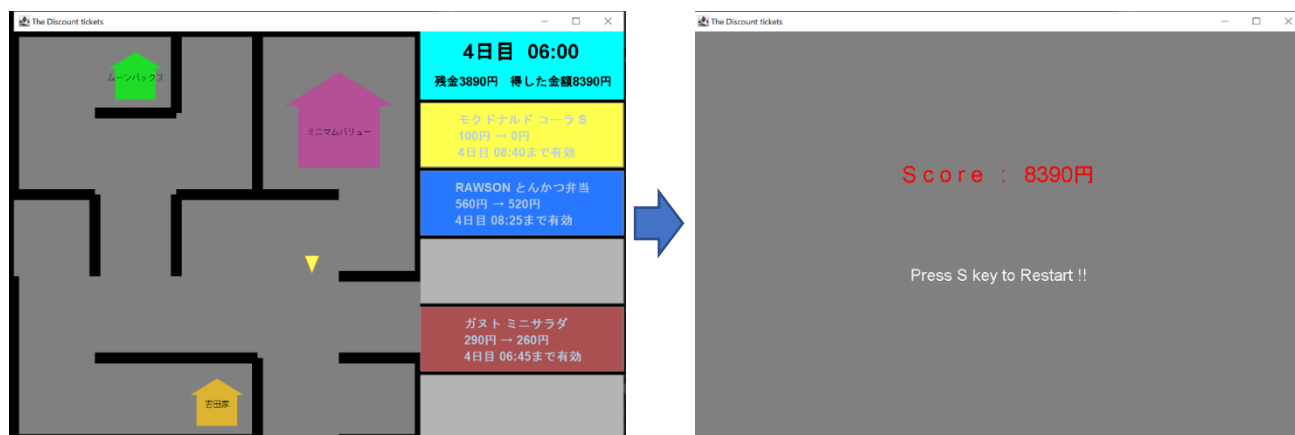 The Discount tickets
4日目 06:00
残金3890円 得した金額8390円
ムーンバックス
ミニマムバリュー
モクドナルド コーラ S
100円 → 0円
4日目 08:40まで有効
RAWSON とんかつ弁当
560円 → 520円
4日目 08:25まで有効
ガヌト ミニサラダ
290円 → 260円
4日目 06:45まで有効
吉田家
The Discount tickets
Score : 8390円
Press S key to Restart !!